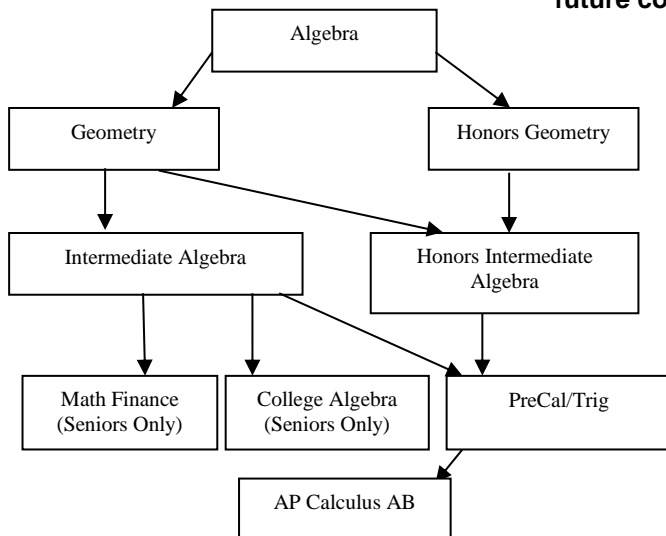 future co
Algebra
Geometry
Honors Geometry
Intermediate Algebra
Honors Intermediate
Algebra
Math Finance
(Seniors Only)
College Algebra
(Seniors Only)
PreCal/Trig
AP Calculus AB